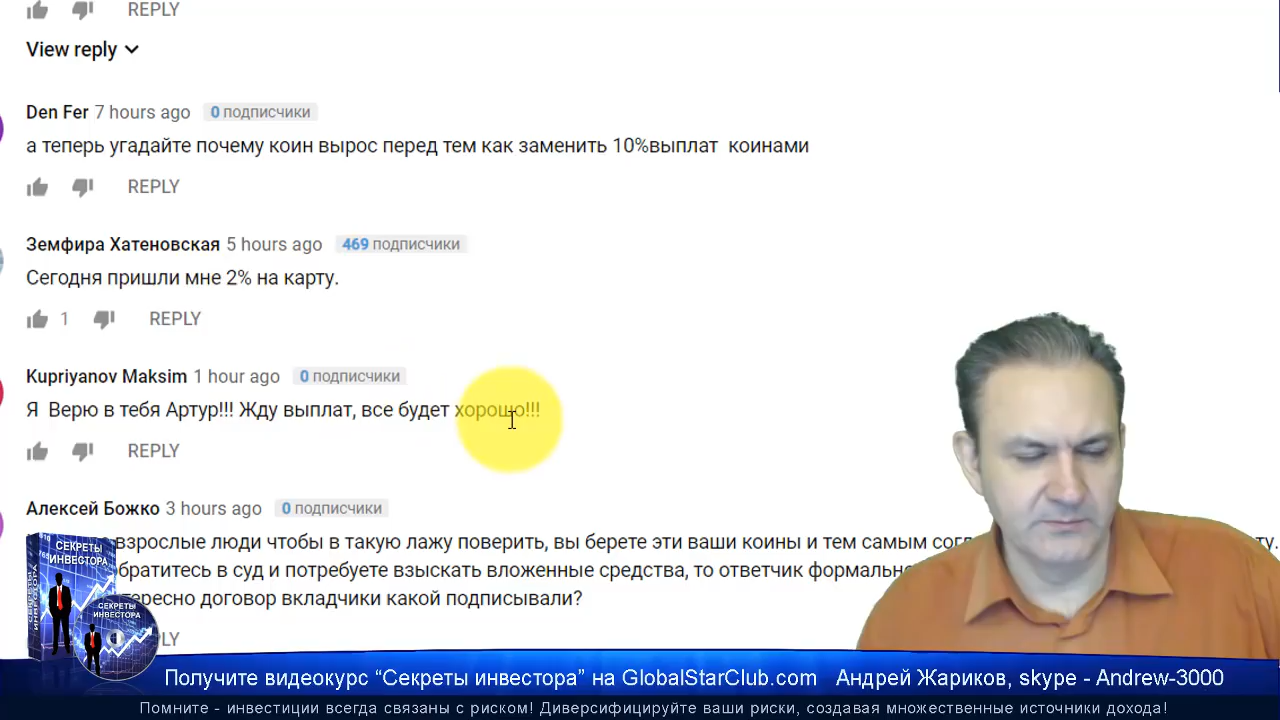 REPLY
View reply
Den Fer 7 hours ago 0 подписчики
а теперь угадайте почему коин вырос перед тем как заменить 10%выплат коинами
REPLY
Земфира Хатеновская 5 hours ago 469 подписчики
Сегодня пришли мне 2% на карту.
1 REPLY
Kupriyanov Maksim 1 hour ago 0 подписчики
Я Верю в тебя Артур!!! Жду выплат, все будет хорошо!!!
REPLY
Алексей Божко 3 hours ago 0 подписчики
взрослые люди чтобы в такую лажу поверить, вы берете эти ваши коины и тем самым
и потребуете взыскать вложенные средства, то ответчик
договор вкладчики какой подписывали?
СЕКРЕТЫ
ИНВЕСТОРА
СЕКРЕТЫ
ИНВЕСТОРА
Получите видеокурс “Секреты инвестора” на GlobalStarClub.com Андрей Жариков, skype - Andrew-3000
Помните - инвестиции всегда связаны с риском! Диверсифицируйте ваши риски, создавая множественные источники дохода!